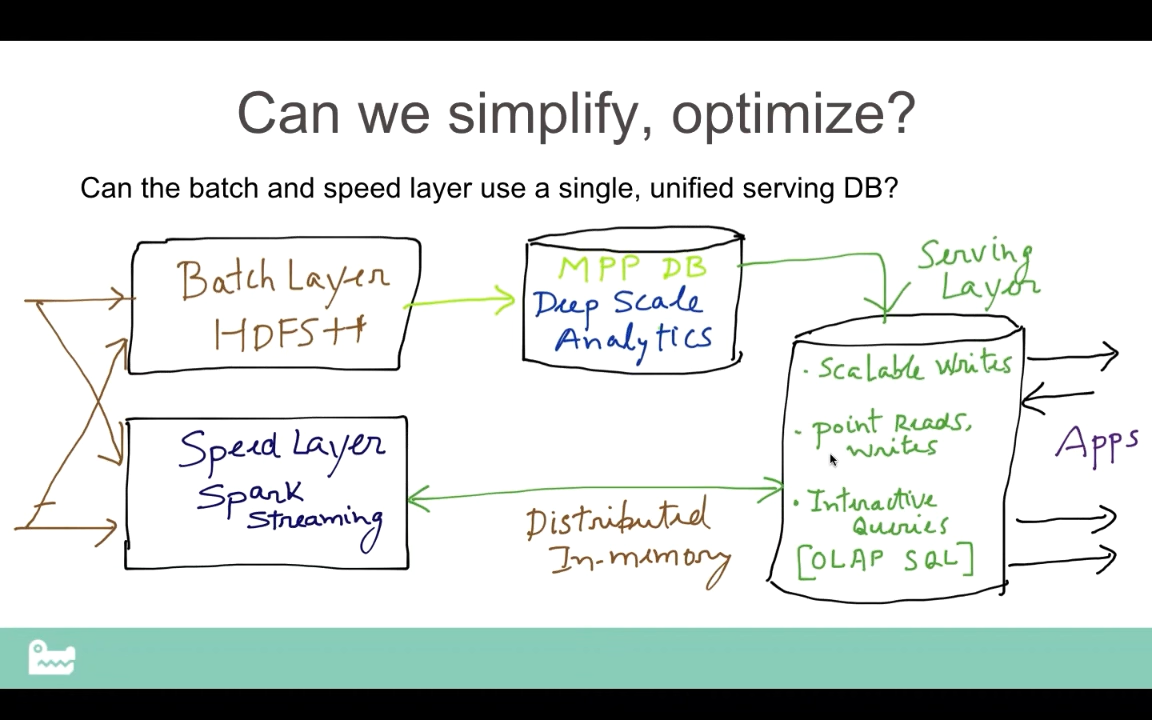 Can we simplify, optimize?
Can the batch and speed layer use a single, unified serving DB?
Batch Layer
HDFS++
MPP DB
Deep Scale
Analytics
Serving
Layer
Speed Layer
Spark
Streaming
Distributed
In-memory
· Scalable Writes
· Point Reads,
Writes
· Interactive
Queries
[OLAP SQL]
Apps